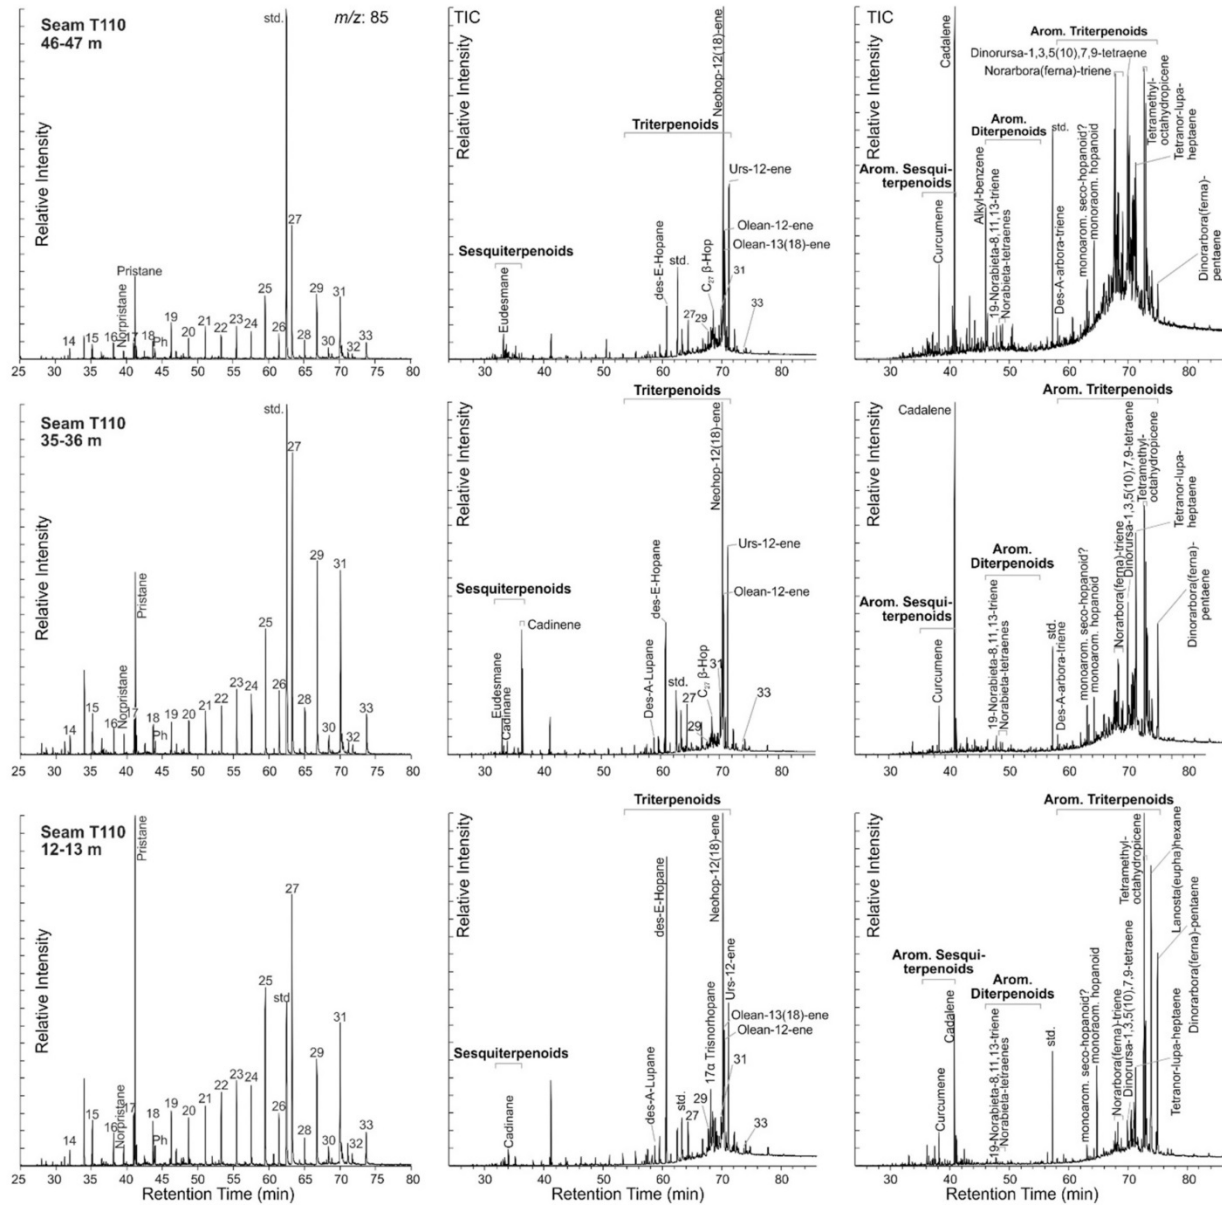 Seam T110
46-47 m
m/z: 85
Relative Intensity
std.
Pristane
Norpristane
Ph
14
15
16
17
18
19
20
21
22
23
24
25
26
27
28
29
30
31
32
33
25 30 35 40 45 50 55 60 65 70 75 80
TIC
Relative Intensity
Neohop-12(18)-ene
Triterpenoids
Urs-12-ene
Olean-12-ene
Olean-13(18)-ene
Sesquiterpenoids
Eudesmane
des-E-Hopane
std.
C27 β-Hop
27
29
31
33
30 40 50 60 70 80
TIC
Relative Intensity
Cadalene
Arom. Triterpenoids
Dinorursa-1,3,5(10),7,9-tetraene
Norarbora(ferna)-triene
Tetramethyl-
octahydropicene
Tetranor-lupa-
heptaene
Arom.
Diterpenoids
std.
Arom. Sesqui-
terpenoids
Curcumene
Alkyl-benzene
19-Norabieta-8,11,13-triene
Norabieta-tetraenes
Des-A-arbora-triene
monoarom. seco-hopanoid?
monoraom. hopanoid
Dinorarbora(ferna)-
pentaene
30 40 50 60 70 80
Seam T110
35-36 m
Relative Intensity
std.
Pristane
Norpristane
Ph
14
15
16
17
18
19
20
21
22
23
24
25
26
27
28
29
30
31
32
33
25 30 35 40 45 50 55 60 65 70 75 80
Relative Intensity
Triterpenoids
Neohop-12(18)-ene
Urs-12-ene
Olean-12-ene
Sesquiterpenoids
Cadinene
Eudesmane
Cadinane
Des-A-Lupane
des-E-Hopane
std.
C27 β-Hop
27
29
31
33
30 40 50 60 70 80
Relative Intensity
Cadalene
Arom. Triterpenoids
Norarbora(ferna)-triene
Dinorursa-1,3,5(10),7,9-tetraene
Tetramethyl-
octahydropicene
Tetranor-lupa-
heptaene
Arom.
Diterpenoids
Arom. Sesqui-
terpenoids
Curcumene
19-Norabieta-8,11,13-triene
Norabieta-tetraenes
std.
Des-A-arbora-triene
monoarom. seco-hopanoid?
monoarom. hopanoid
Dinorarbora(ferna)-
pentaene
30 40 50 60 70 80
Seam T110
12-13 m
Relative Intensity
Pristane
Norpristane
Ph
std.
14
15
16
17
18
19
20
21
22
23
24
25
26
27
28
29
30
31
32
33
25 30 35 40 45 50 55 60 65 70 75 80
Retention Time (min)
Relative Intensity
Triterpenoids
des-E-Hopane
Neohop-12(18)-ene
Urs-12-ene
Olean-13(18)-ene
Olean-12-ene
17α Trisnorhopane
Sesquiterpenoids
Cadinane
des-A-Lupane
std.
27
29
31
33
30 40 50 60 70 80
Retention Time (min)
Relative Intensity
Arom. Triterpenoids
Tetramethyl-
octahydropicene
Lanosta(eupha)hexane
Dinorarbora(ferna)-pentaene
Arom. Sesqui-
terpenoids
Arom.
Diterpenoids
Curcumene
Cadalene
19-Norabieta-8,11,13-triene
Norabieta-tetraenes
std.
monoarom. seco-hopanoid?
monoraom. hopanoid
Norarbora(ferna)-triene
Dinorursa-1,3,5(10),7,9-tetraene
Tetranor-lupa-heptaene
30 40 50 60 70 80
Retention Time (min)